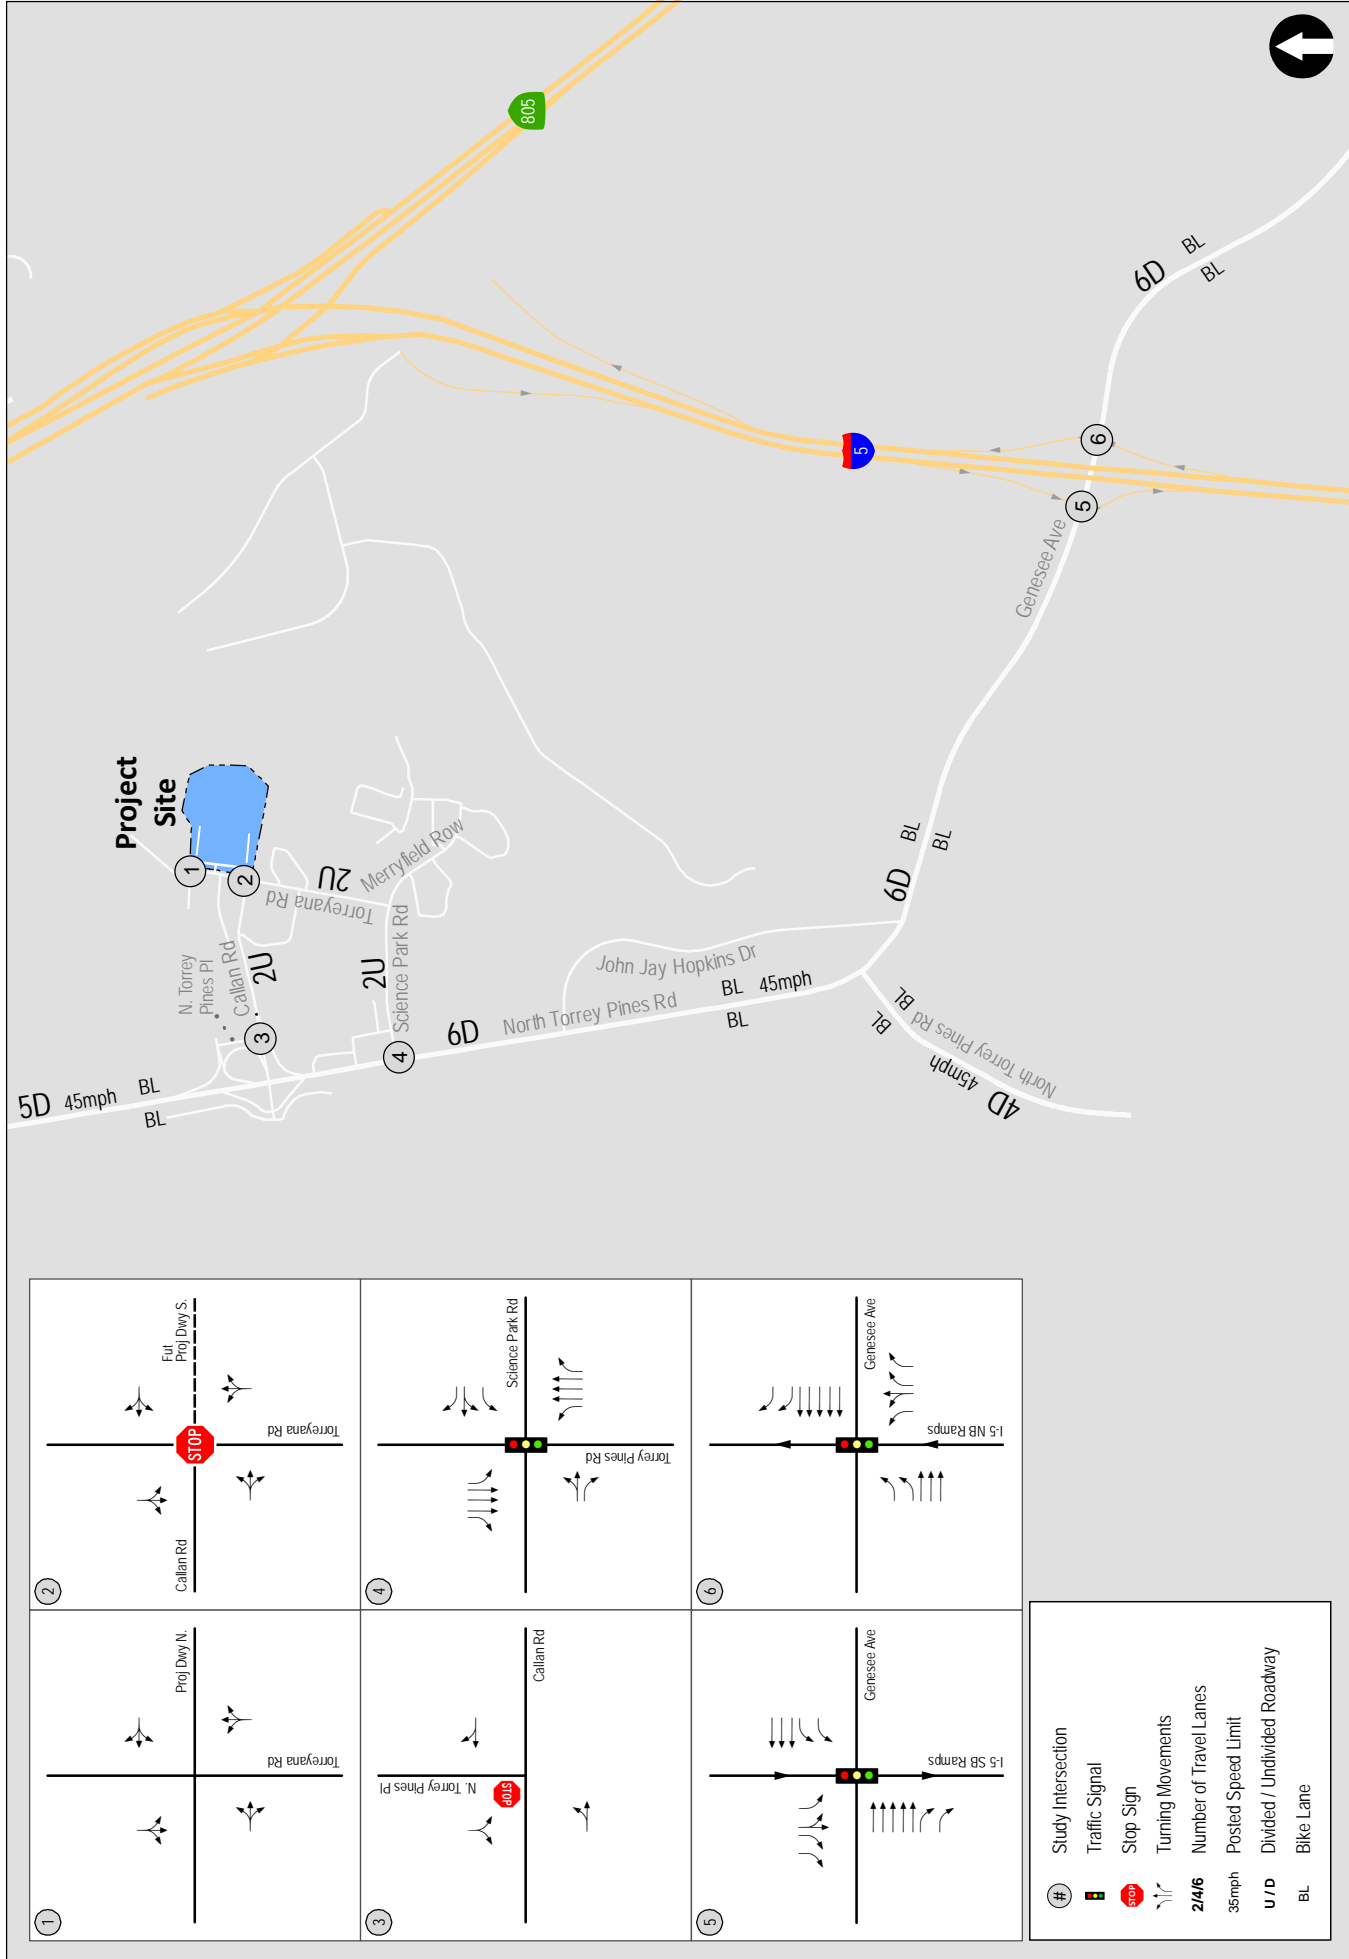 805
5
Project
Site
1
2
3
4
5
6
N. Torrey
Pines Pl
Callan Rd
2U
Torreyana Rd
2U
Merryfield Row
Science Park Rd
2U
5D 45mph BL
BL
6D
North Torrey Pines Rd
BL 45mph
BL
John Jay Hopkins Dr
BL
BL
North Torrey Pines Rd
45mph
4D
6D
BL
BL
Genesee Ave
6D
BL
BL
1
Proj Dwy N.
Torreyana Rd
2
Fut
Proj Dwy S.
STOP
Callan Rd
Torreyana Rd
3
N. Torrey Pines Pl
STOP
Callan Rd
4
Science Park Rd
Torrey Pines Rd
5
Genesee Ave
I-5 SB Ramps
6
Genesee Ave
I-5 NB Ramps
# Study Intersection
Traffic Signal
STOP Stop Sign
Turning Movements
2/4/6 Number of Travel Lanes
35mph Posted Speed Limit
U / D Divided / Undivided Roadway
BL Bike Lane